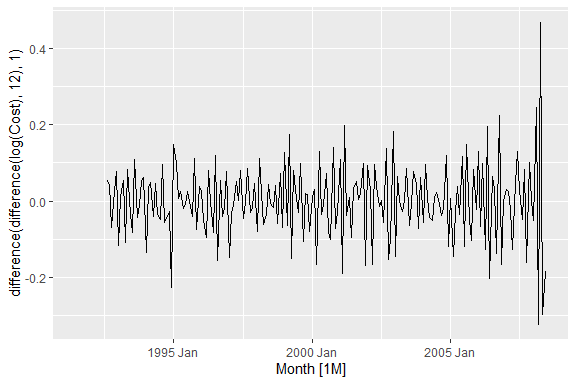 difference(difference(log(Cost), 12), 1)
0.4
0.2
0.0
-0.2
1995 Jan
2000 Jan
2005 Jan
Month [1M]